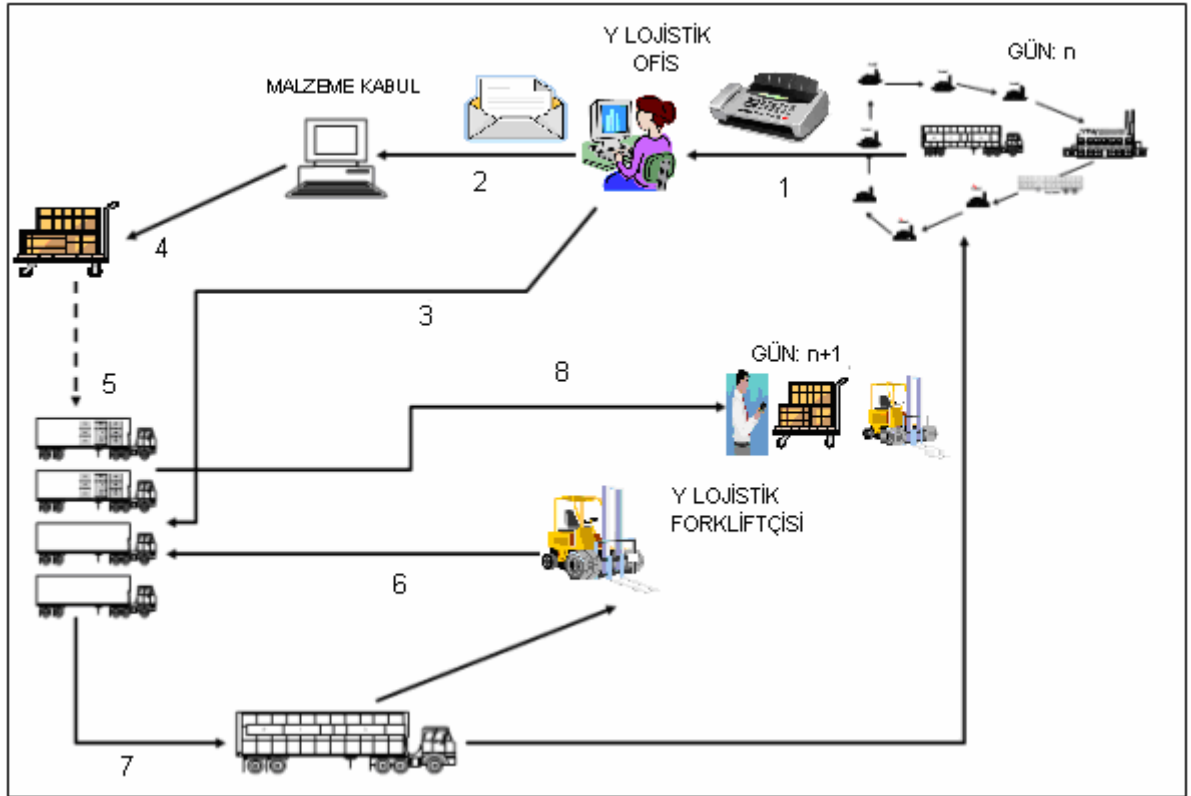 Y LOJİSTİK
OFİS
GÜN: n
MALZEME KABUL
2
1
4
3
5
8
GÜN: n+1
Y LOJİSTİK
FORKLİFTÇİSİ
6
7